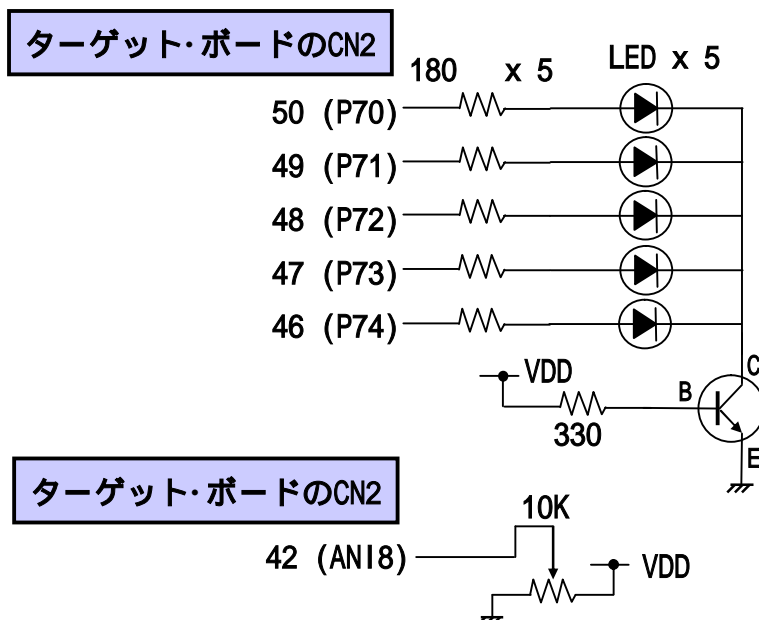 ターゲット･ボードのCN2
180 x 5
LED x 5
50 (P70)
49 (P71)
48 (P72)
47 (P73)
46 (P74)
VDD
330
B
C
E
ターゲット･ボードのCN2
10K
42 (ANI8)
VDD